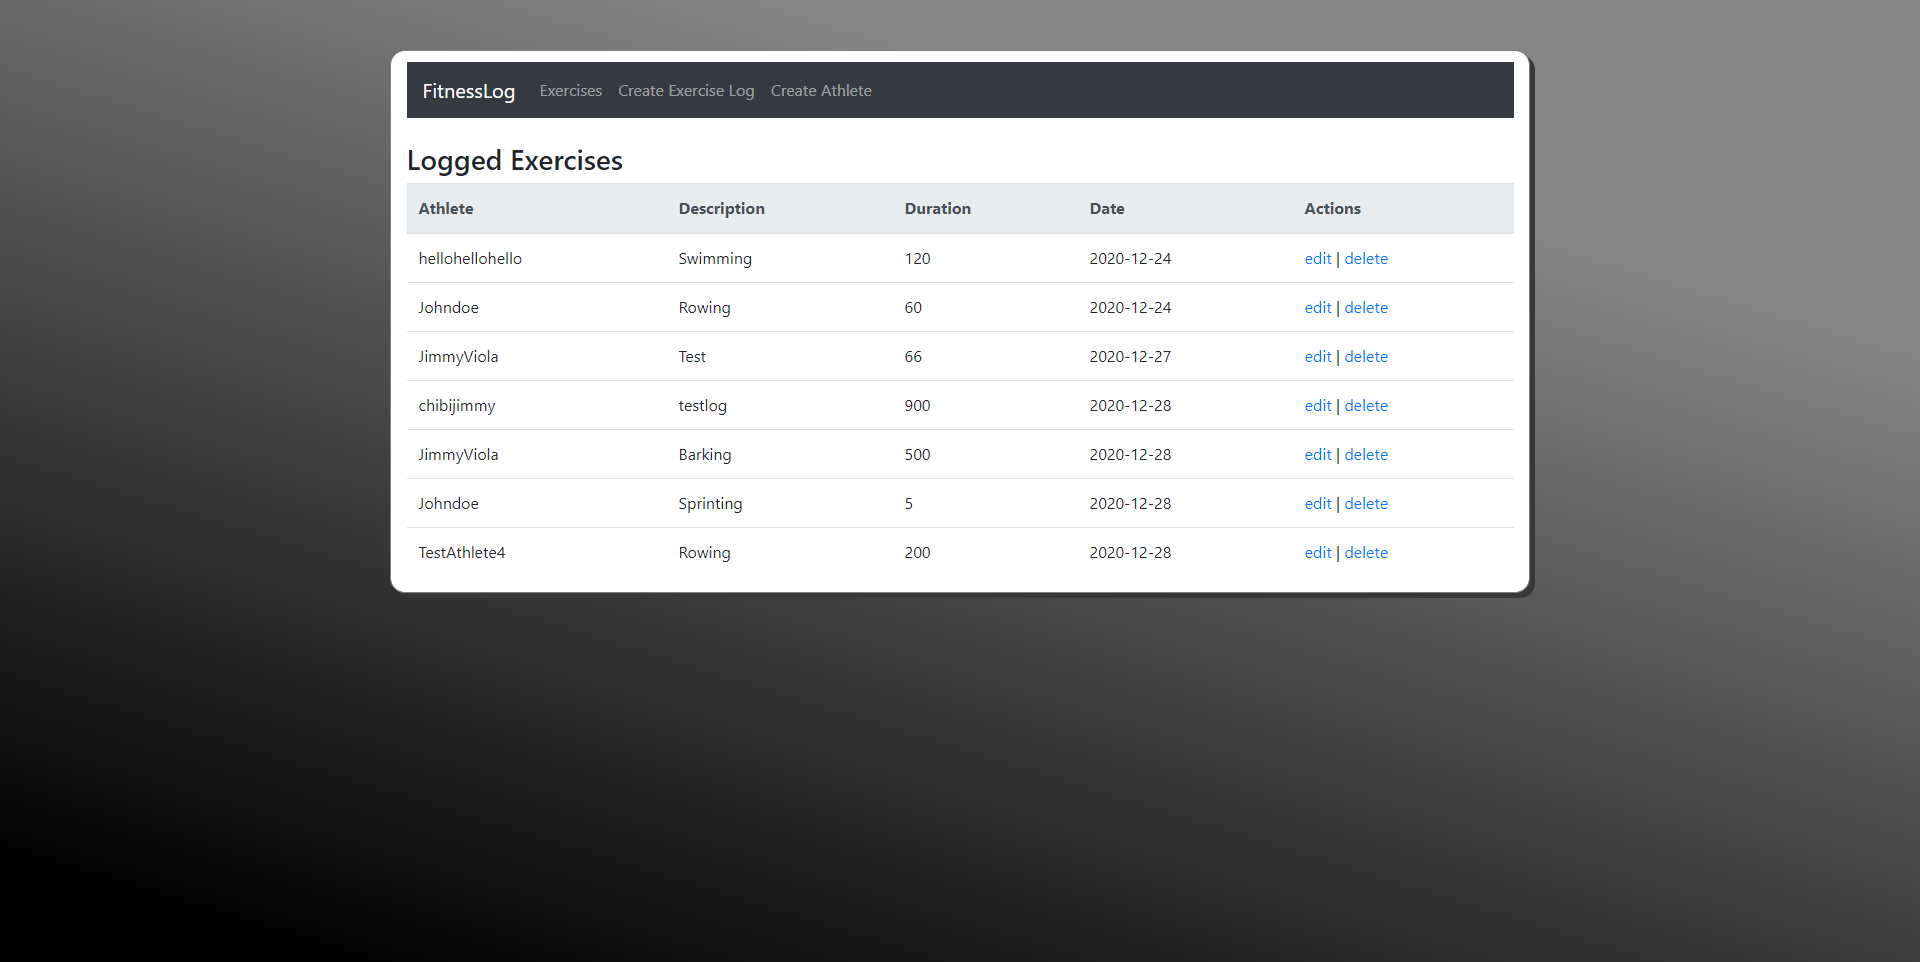 FitnessLog Exercises Create Exercise Log Create Athlete
Logged Exercises
Athlete Description Duration Date Actions
hellohellohello Swimming 120 2020-12-24 edit | delete
Johndoe Rowing 60 2020-12-24 edit | delete
JimmyViola Test 66 2020-12-27 edit | delete
chibijimmy testlog 900 2020-12-28 edit | delete
JimmyViola Barking 500 2020-12-28 edit | delete
Johndoe Sprinting 5 2020-12-28 edit | delete
TestAthlete4 Rowing 200 2020-12-28 edit | delete